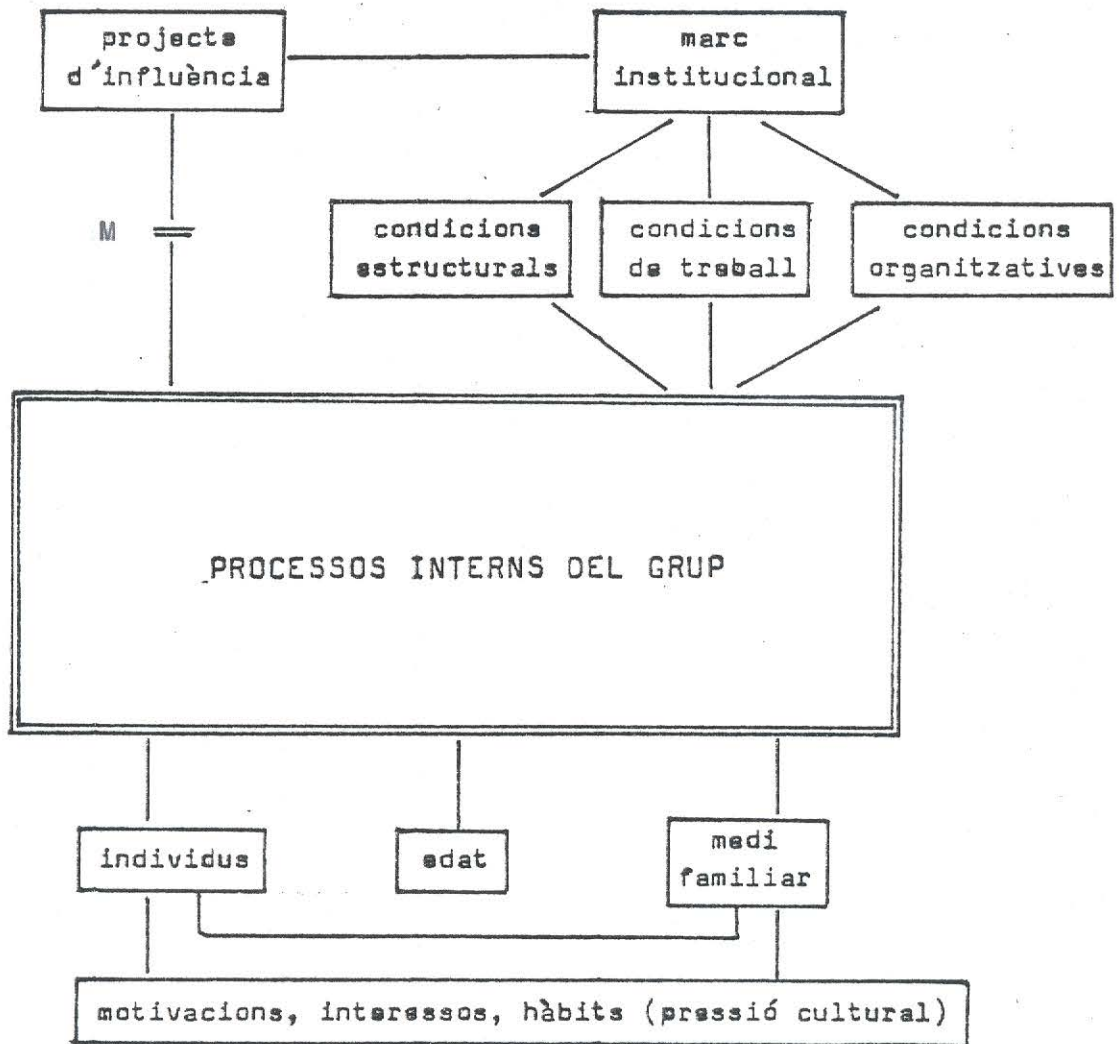 projecte
d'influència
marc
institucional
M
condicions
estructurals
condicions
de treball
condicions
organitzatives
PROCESSOS INTERNS DEL GRUP
individus
edat
medi
familiar
motivacions, interessos, hàbits (pressió cultural)